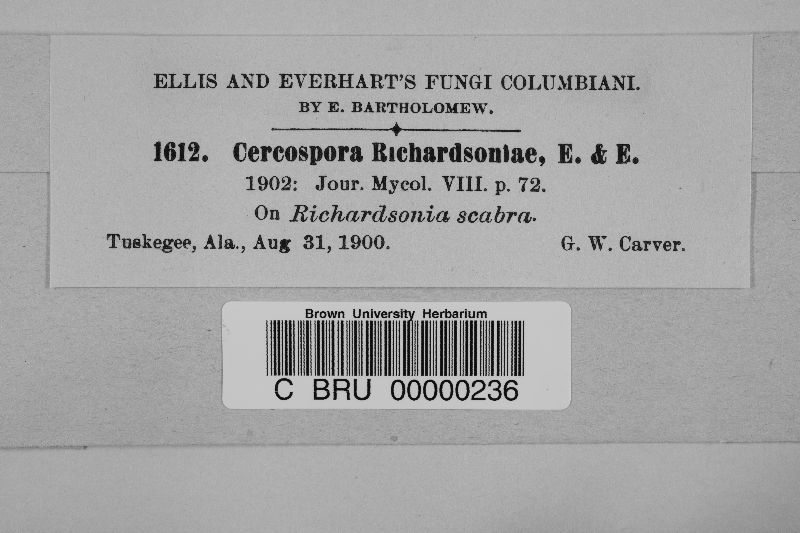 ELLIS AND EVERHART'S FUNGI COLUMBIANI.
BY E. BARTHOLOMEW.
1612. Cercospora Richardsoniae, E. & E.
1902: Jour. Mycol. VIII. p. 72.
On Richardsonia scabra.
Tuskegee, Ala., Aug 31, 1900. G. W. Carver.
Brown University Herbarium
C BRU 00000236